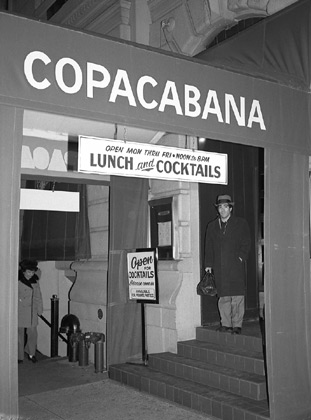 COPACABANA
OPEN MON THRU FRI • NOON to 8PM
LUNCH and COCKTAILS
Open
FOR
COCKTAILS